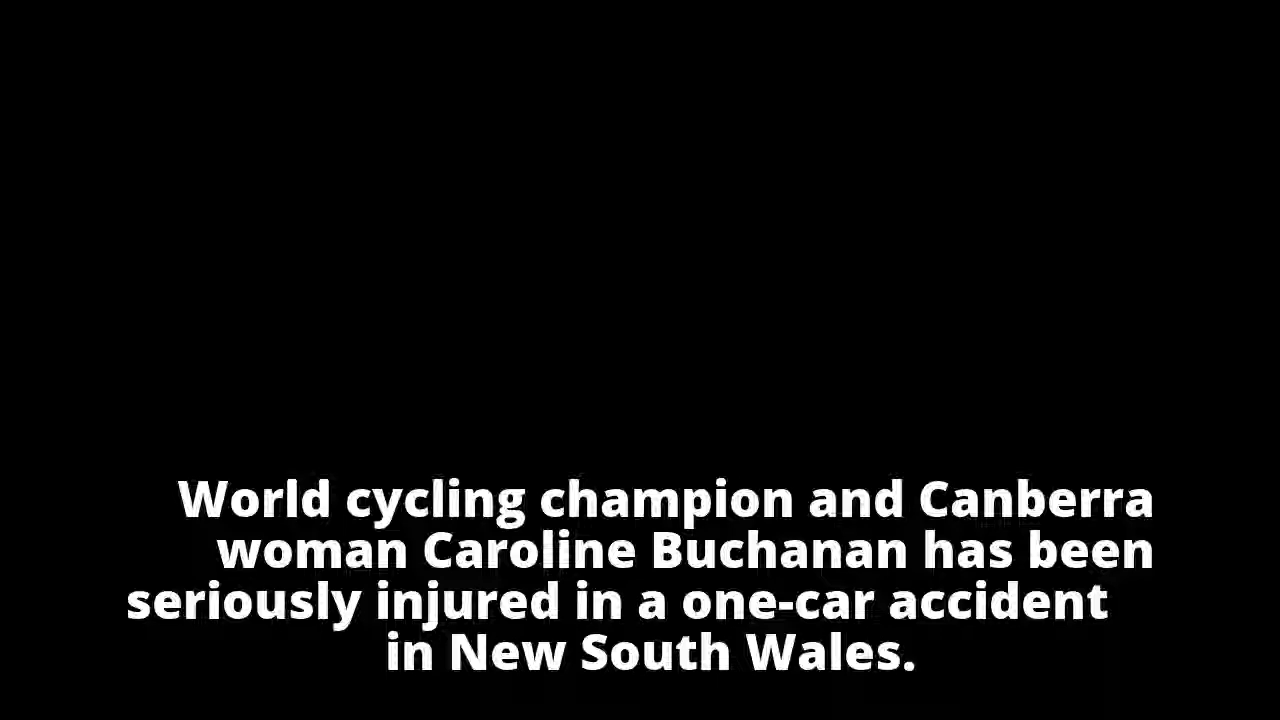 World cycling champion and Canberra
woman Caroline Buchanan has been
seriously injured in a one-car accident
in New South Wales.